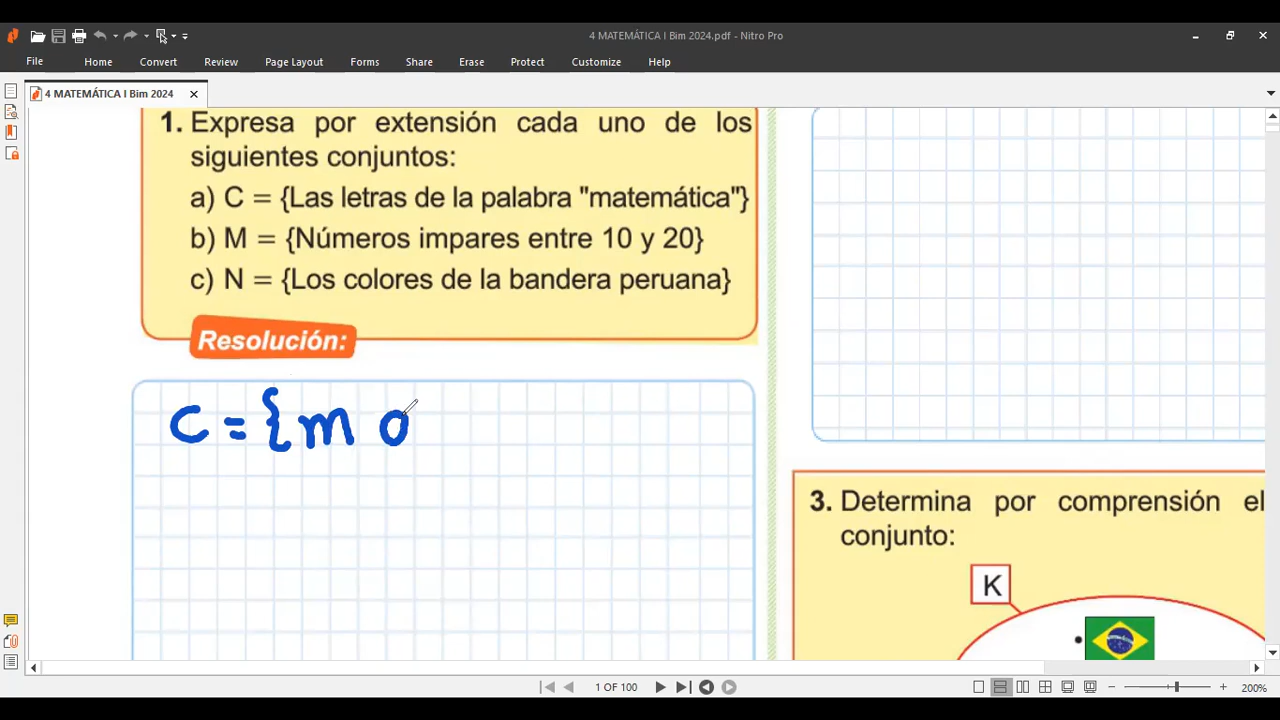 4 MATEMÁTICA I Bim 2024.pdf - Nitro Pro
File Home Convert Review Page Layout Forms Share Erase Protect Customize Help
4 MATEMÁTICA I Bim 2024
1. Expresa por extensión cada uno de los
siguientes conjuntos:
a) C = {Las letras de la palabra "matemática"}
b) M = {Números impares entre 10 y 20}
c) N = {Los colores de la bandera peruana}
Resolución:
C = { m
3. Determina por comprensión el
conjunto:
K
1 OF 100
200%